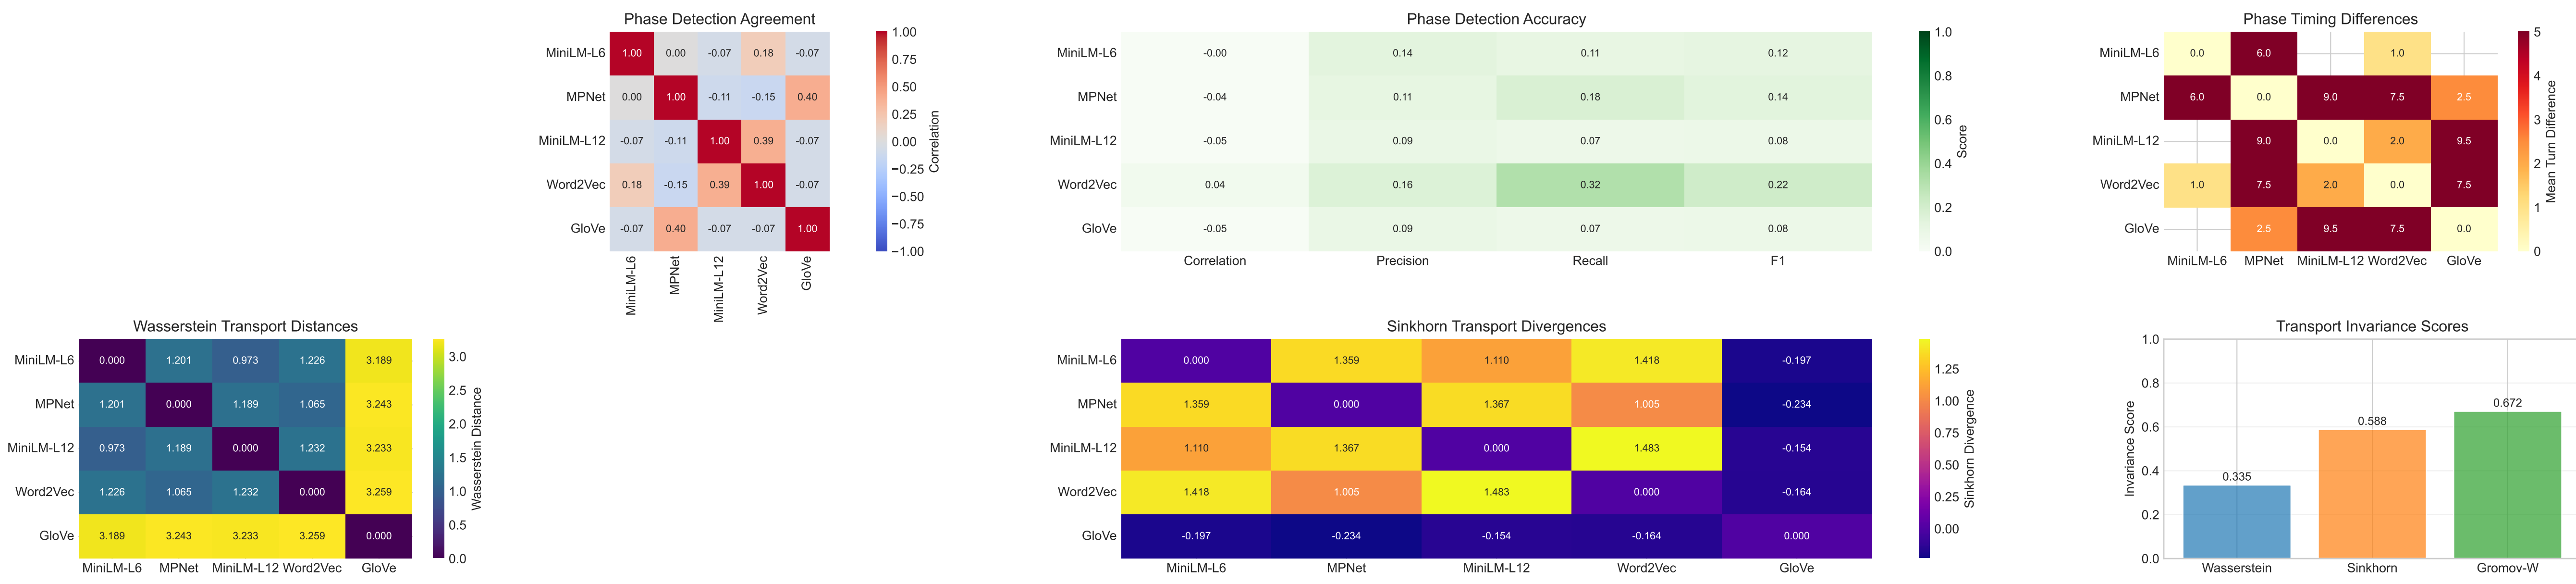 Phase Detection Agreement
MiniLM-L6 1.00 0.00 -0.07 0.18 -0.07
MPNet 0.00 1.00 -0.11 -0.15 0.40
MiniLM-L12 -0.07 -0.11 1.00 0.39 -0.07
Word2Vec 0.18 -0.15 0.39 1.00 -0.07
GloVe -0.07 0.40 -0.07 -0.07 1.00
MiniLM-L6 MPNet MiniLM-L12 Word2Vec GloVe
1.00
0.75
0.50
0.25
0.00
−0.25
−0.50
−0.75
−1.00
Correlation
Phase Detection Accuracy
MiniLM-L6 -0.00 0.14 0.11 0.12
MPNet -0.04 0.11 0.18 0.14
MiniLM-L12 -0.05 0.09 0.07 0.08
Word2Vec 0.04 0.16 0.32 0.22
GloVe -0.05 0.09 0.07 0.08
Correlation Precision Recall F1
1.0
0.8
0.6
0.4
0.2
0.0
Score
Phase Timing Differences
MiniLM-L6 0.0 6.0 1.0
MPNet 6.0 0.0 9.0 7.5 2.5
MiniLM-L12 9.0 0.0 2.0 9.5
Word2Vec 1.0 7.5 2.0 0.0 7.5
GloVe 2.5 9.5 7.5 0.0
MiniLM-L6 MPNet MiniLM-L12 Word2Vec GloVe
5
4
3
2
1
0
Mean Turn Difference
Wasserstein Transport Distances
MiniLM-L6 0.000 1.201 0.973 1.226 3.189
MPNet 1.201 0.000 1.189 1.065 3.243
MiniLM-L12 0.973 1.189 0.000 1.232 3.233
Word2Vec 1.226 1.065 1.232 0.000 3.259
GloVe 3.189 3.243 3.233 3.259 0.000
MiniLM-L6 MPNet MiniLM-L12 Word2Vec GloVe
3.0
2.5
2.0
1.5
1.0
0.5
0.0
Wasserstein Distance
Sinkhorn Transport Divergences
MiniLM-L6 0.000 1.359 1.110 1.418 -0.197
MPNet 1.359 0.000 1.367 1.005 -0.234
MiniLM-L12 1.110 1.367 0.000 1.483 -0.154
Word2Vec 1.418 1.005 1.483 0.000 -0.164
GloVe -0.197 -0.234 -0.154 -0.164 0.000
MiniLM-L6 MPNet MiniLM-L12 Word2Vec GloVe
1.25
1.00
0.75
0.50
0.25
0.00
Sinkhorn Divergence
Transport Invariance Scores
Invariance Score
1.0
0.8
0.6
0.4
0.2
0.0
0.335 0.588 0.672
Wasserstein Sinkhorn Gromov-W